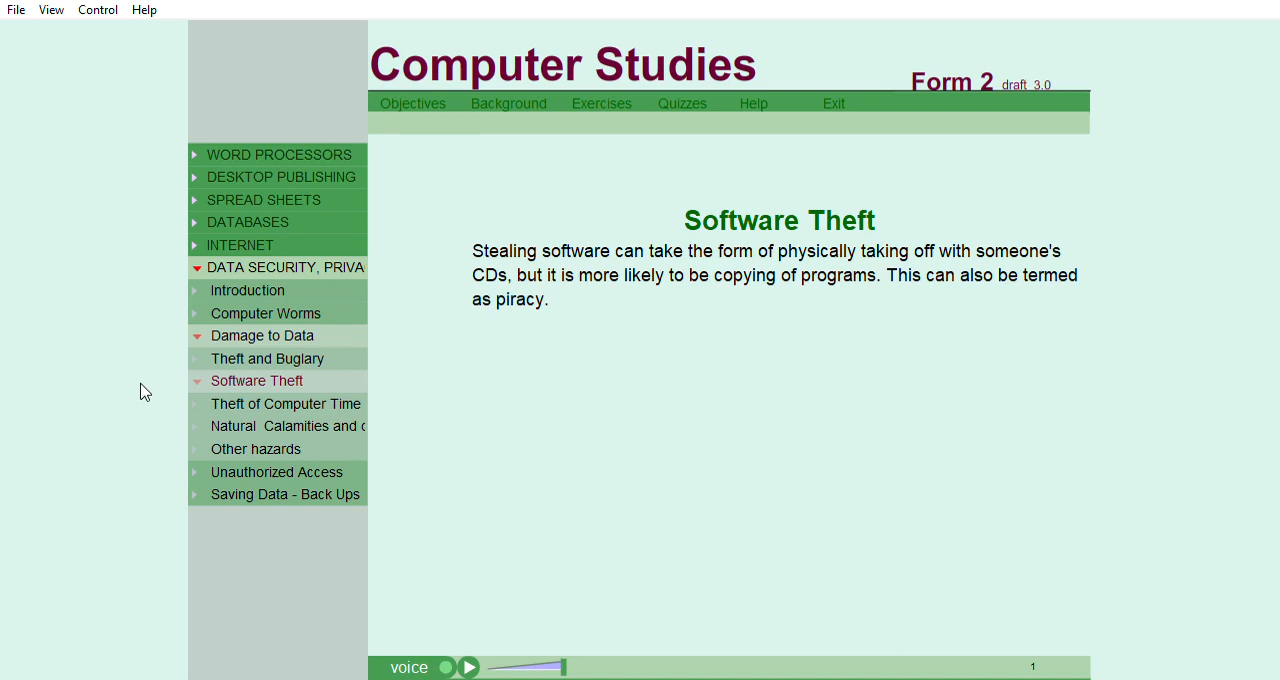 File View Control Help
Computer Studies
Form 2 draft 3.0
Objectives Background Exercises Quizzes Help Exit
WORD PROCESSORS
DESKTOP PUBLISHING
SPREAD SHEETS
DATABASES
INTERNET
DATA SECURITY, PRIVA
Introduction
Computer Worms
Damage to Data
Theft and Buglary
Software Theft
Theft of Computer Time
Natural Calamities and
Other hazards
Unauthorized Access
Saving Data - Back Ups
Software Theft
Stealing software can take the form of physically taking off with someone's
CDs, but it is more likely to be copying of programs. This can also be termed
as piracy.
voice
1